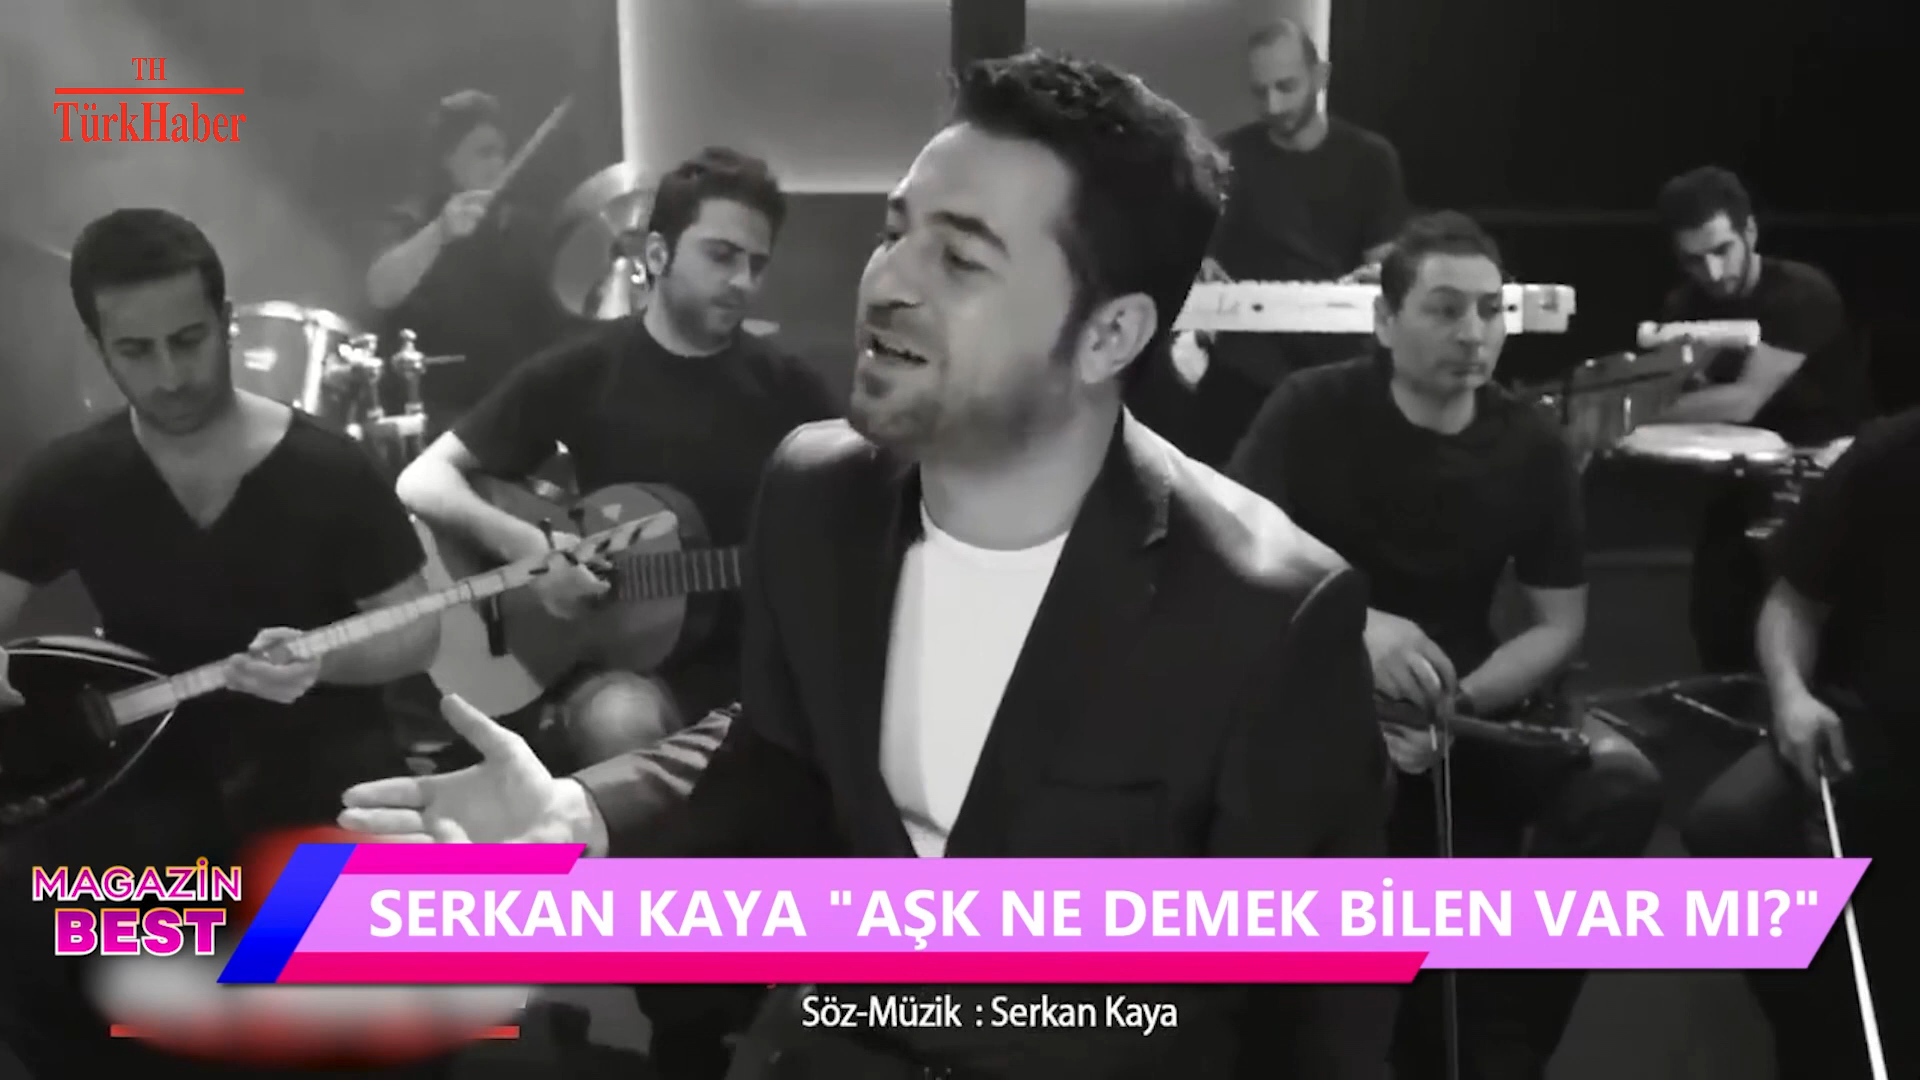 TH
TürkHaber
MAGAZİN
BEST
SERKAN KAYA "AŞK NE DEMEK BİLEN VAR MI?"
Söz-Müzik : Serkan Kaya